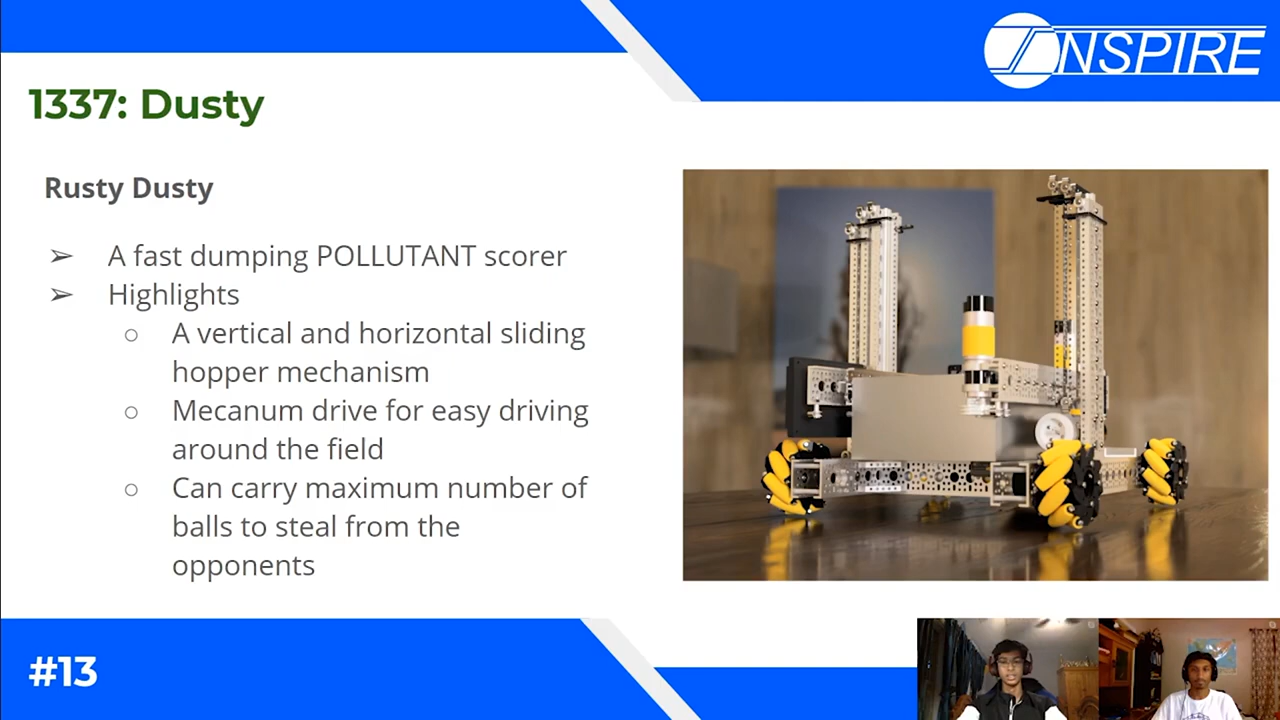 INSPIRE
1337: Dusty
Rusty Dusty
➢ A fast dumping POLLUTANT scorer
➢ Highlights
○ A vertical and horizontal sliding
hopper mechanism
○ Mecanum drive for easy driving
around the field
○ Can carry maximum number of
balls to steal from the
opponents
#13